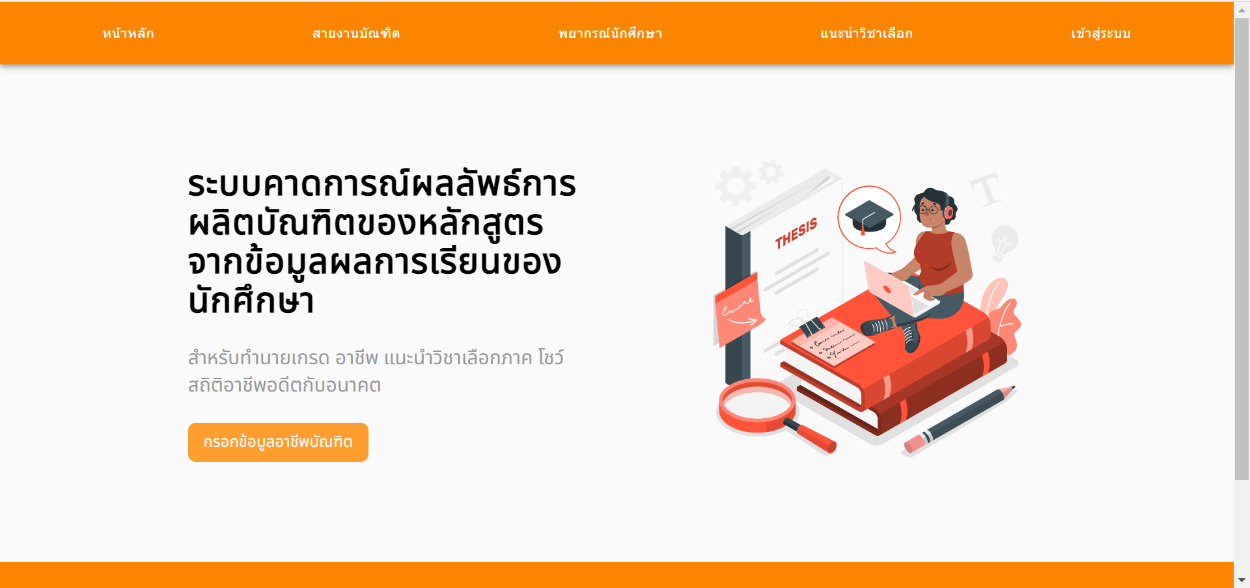 หน้าหลัก
สายงานบัณฑิต
พยากรณ์นักศึกษา
แนะนำวิชาเลือก
เข้าสู่ระบบ
ระบบคาดการณ์ผลลัพธ์การ
ผลิตบัณฑิตของหลักสูตร
จากข้อมูลผลการเรียนของ
นักศึกษา
สำหรับทำนายเกรด อาชีพ แนะนำวิชาเลือกภาค โชว์
สถิติอาชีพอดีตกับอนาคต
กรอกข้อมูลอาชีพบัณฑิต
THESIS
T